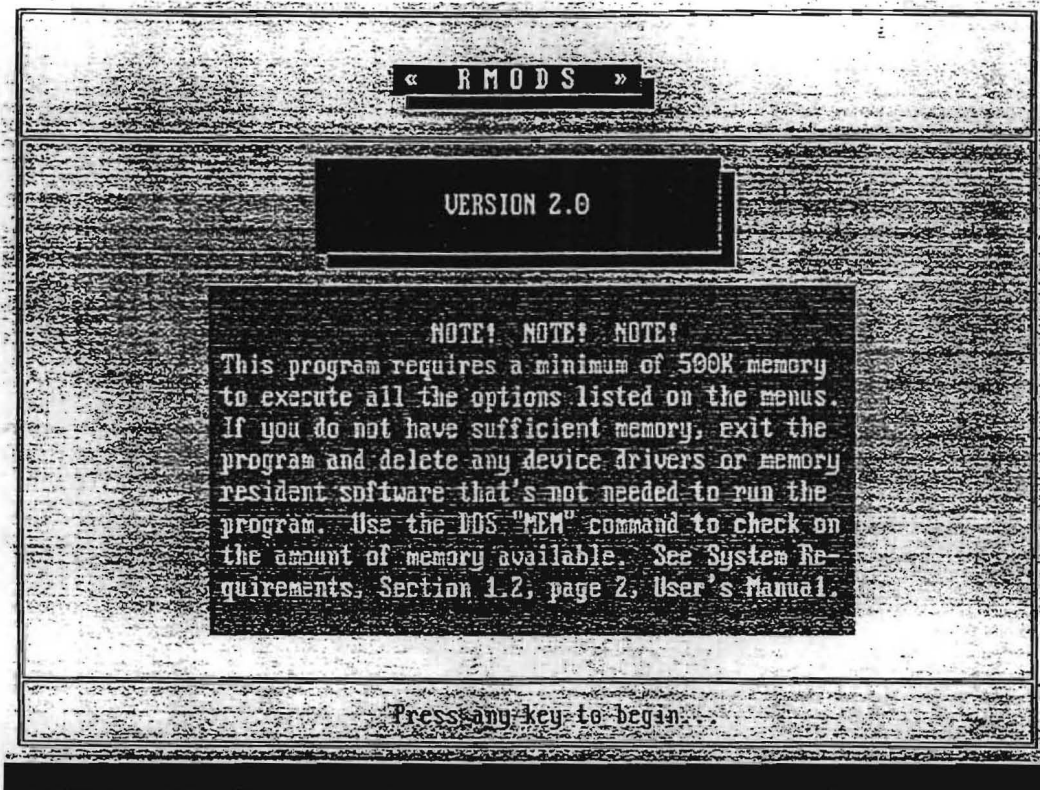 « RMODS »
VERSION 2.0
NOTE! NOTE! NOTE!
This program requires a minimum of 500K memory
to execute all the options listed on the menus.
If you do not have sufficient memory, exit the
program and delete any device drivers or memory
resident software that's not needed to run the
program. Use the DOS "MEM" command to check on
the amount of memory available. See System Re-
quirements, Section 1.2, page 2, User's Manual.
Press any key to begin...